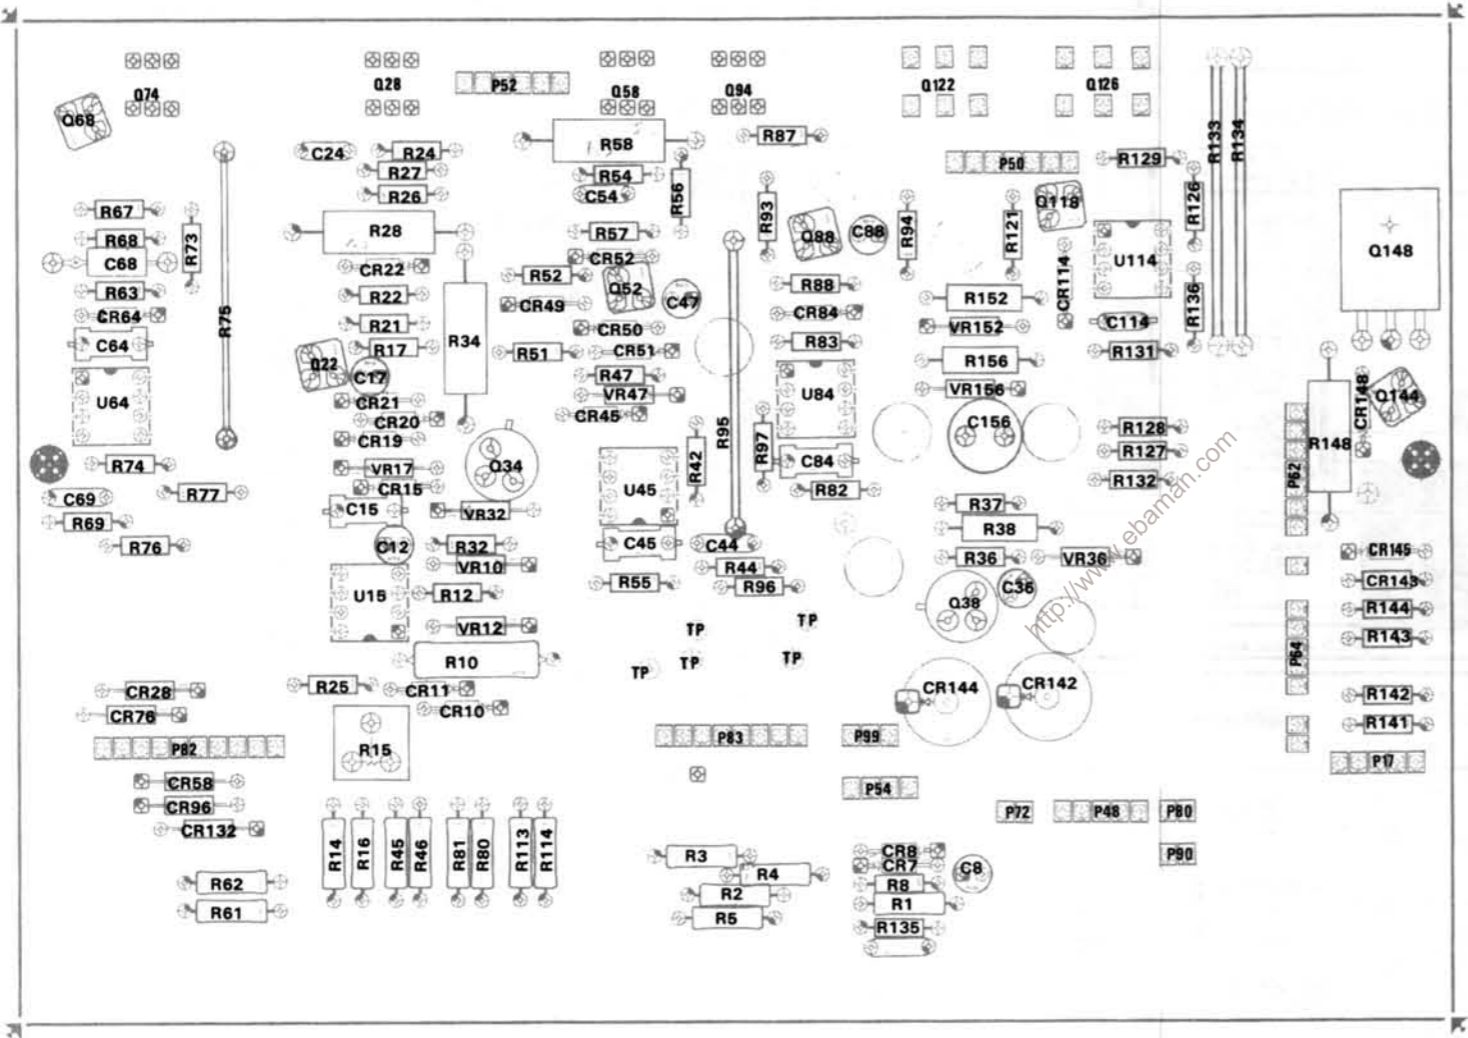 Q74
Q28
P52
Q58
Q94
Q122
Q126
Q68
R133
R134
R58
R87
C24
R24
R27
R26
R54
C54
R56
P50
R129
R126
R67
R68
C68
R63
CR64
C64
U64
R73
R75
R28
CR22
R22
R21
R17
R34
R57
CR52
R52
Q52
C47
CR49
CR50
CR51
R51
R93
Q88
C88
R94
R121
Q118
CR114
U114
R136
Q148
R88
CR84
R83
U84
R152
VR152
R156
VR156
C114
R131
Q22
C17
CR21
CR20
CR19
R47
VR47
CR45
R95
R97
R42
C156
R128
R127
R132
CR148
Q144
R148
P62
R74
C69
R69
R77
R76
VR17
CR15
C15
C12
Q34
VR32
R32
VR10
U45
C45
C44
R44
R96
R55
C84
R82
R37
R38
R36
VR36
http://www.ebaman.com
CR145
CR143
R144
R143
U15
R12
VR12
R10
TP
TP
TP
TP
TP
Q38
C36
P64
CR28
CR76
P82
R25
CR11
CR10
R15
CR144
CR142
R142
R141
P83
P99
P17
CR58
CR96
CR132
P54
P72
P48
P80
P90
R14
R16
R45
R46
R81
R80
R113
R114
R62
R61
R3
R4
R2
R5
CR8
CR7
R8
R1
R135
C8